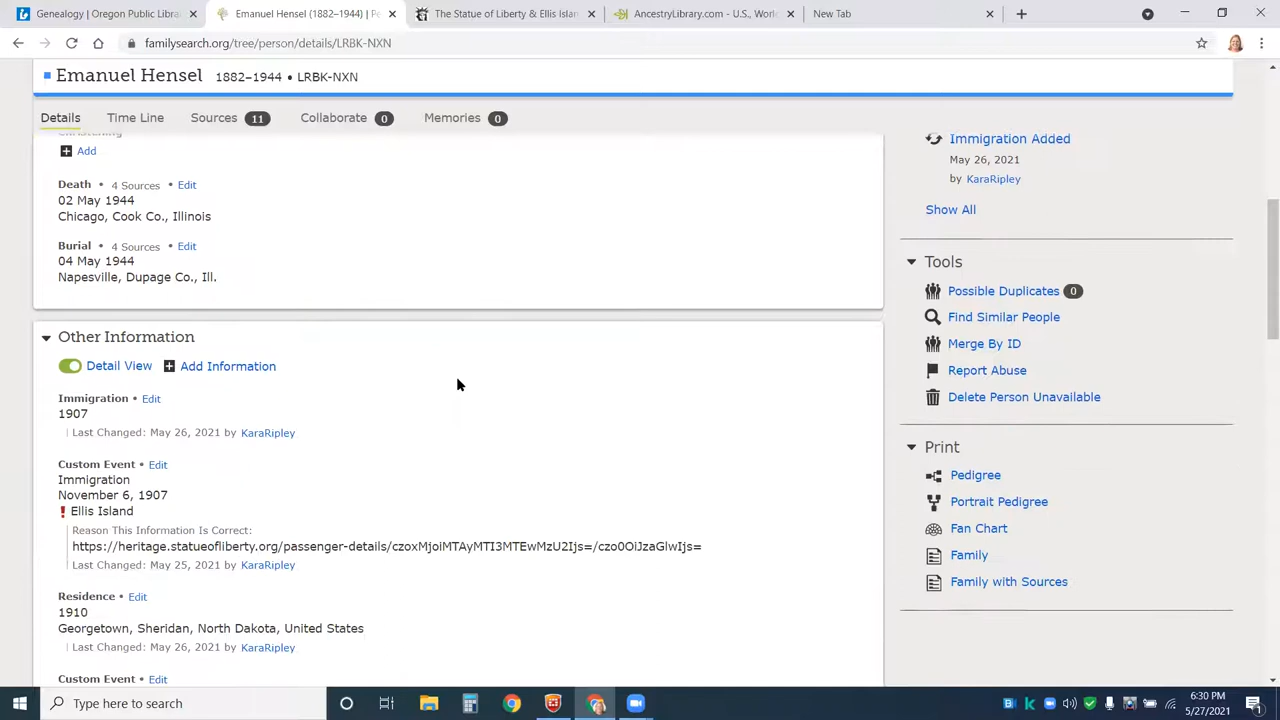 Genealogy | Oregon Public Libra
Emanuel Hensel (1882–1944) | Pe
The Statue of Liberty & Ellis Islan
AncestryLibrary.com - U.S., Worl
New Tab
familysearch.org/tree/person/details/LRBK-NXN
Emanuel Hensel 1882–1944 • LRBK-NXN
Details Time Line Sources 11 Collaborate 0 Memories 0
Christening
Add
Death • 4 Sources • Edit
02 May 1944
Chicago, Cook Co., Illinois
Burial • 4 Sources • Edit
04 May 1944
Napesville, Dupage Co., Ill.
Other Information
Detail View Add Information
Immigration • Edit
1907
Last Changed: May 26, 2021 by KaraRipley
Custom Event • Edit
Immigration
November 6, 1907
Ellis Island
Reason This Information Is Correct:
https://heritage.statueofliberty.org/passenger-details/czoxMjoiMTAyMTI3MTEwMzU2Ijs=/czo0OiJzaGlwIjs=
Last Changed: May 25, 2021 by KaraRipley
Residence • Edit
1910
Georgetown, Sheridan, North Dakota, United States
Last Changed: May 26, 2021 by KaraRipley
Custom Event • Edit
Immigration Added
May 26, 2021
by KaraRipley
Show All
Tools
Possible Duplicates 0
Find Similar People
Merge By ID
Report Abuse
Delete Person Unavailable
Print
Pedigree
Portrait Pedigree
Fan Chart
Family
Family with Sources
Type here to search
6:30 PM
5/27/2021